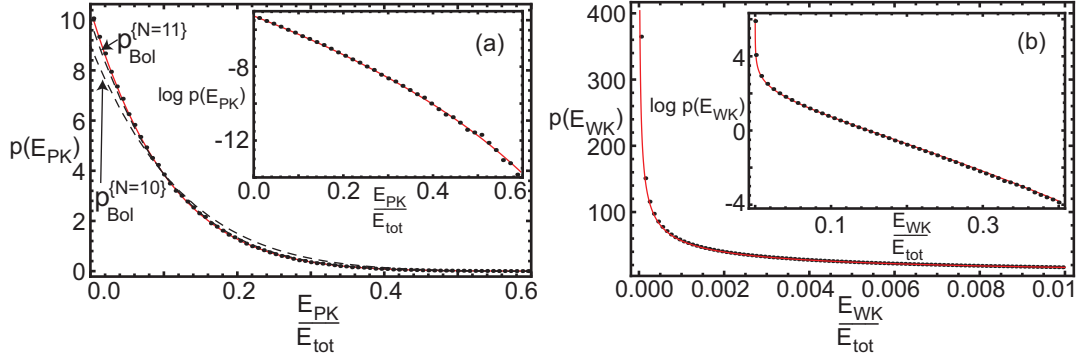 10
8
6
4
2
0
p(E_PK)
p_Bol^{N=11}
p_Bol^{N=10}
0.0
0.2
0.4
0.6
E_PK
E_tot
(a)
-8
-12
log p(E_PK)
0.0
0.2
0.4
0.6
E_PK
E_tot
400
300
200
100
p(E_WK)
0.000
0.002
0.004
0.006
0.008
0.01
E_WK
E_tot
(b)
4
0
-4
log p(E_WK)
0.1
0.3
E_WK
E_tot